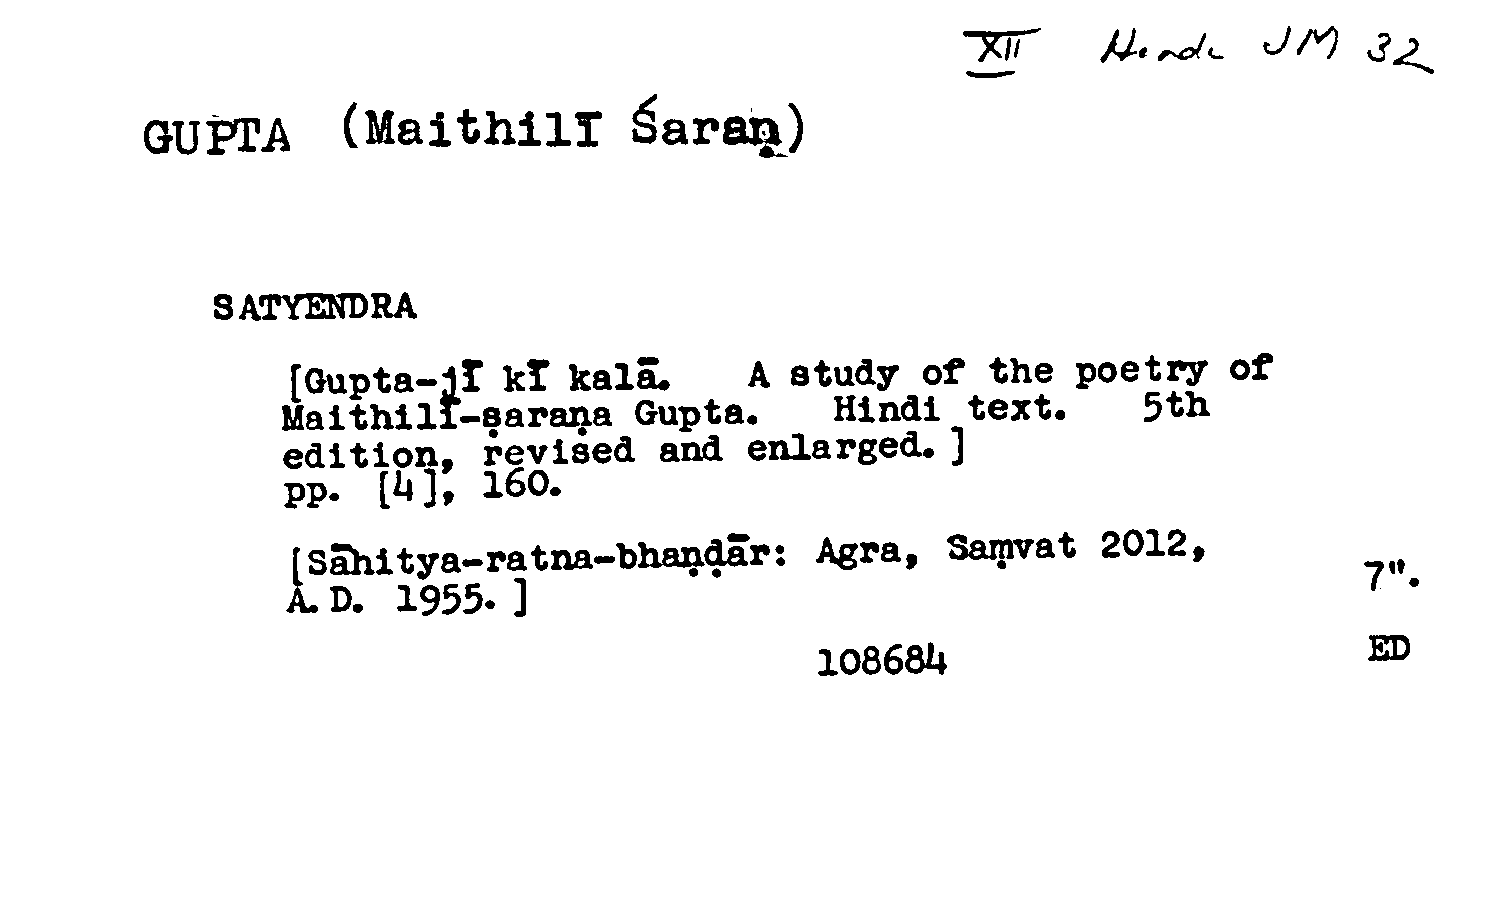 XII Hindi JM 32
GUPTA (Maithilī Śaraṇ)
SATYENDRA
[Gupta-jī kī kalā. A study of the poetry of
Maithilī-ṣaraṇa Gupta. Hindi text. 5th
edition, revised and enlarged.]
pp. [4], 160.
[Sāhitya-ratna-bhaṇḍār: Agra, Saṃvat 2012,
A.D. 1955.]
7".
108684
ED